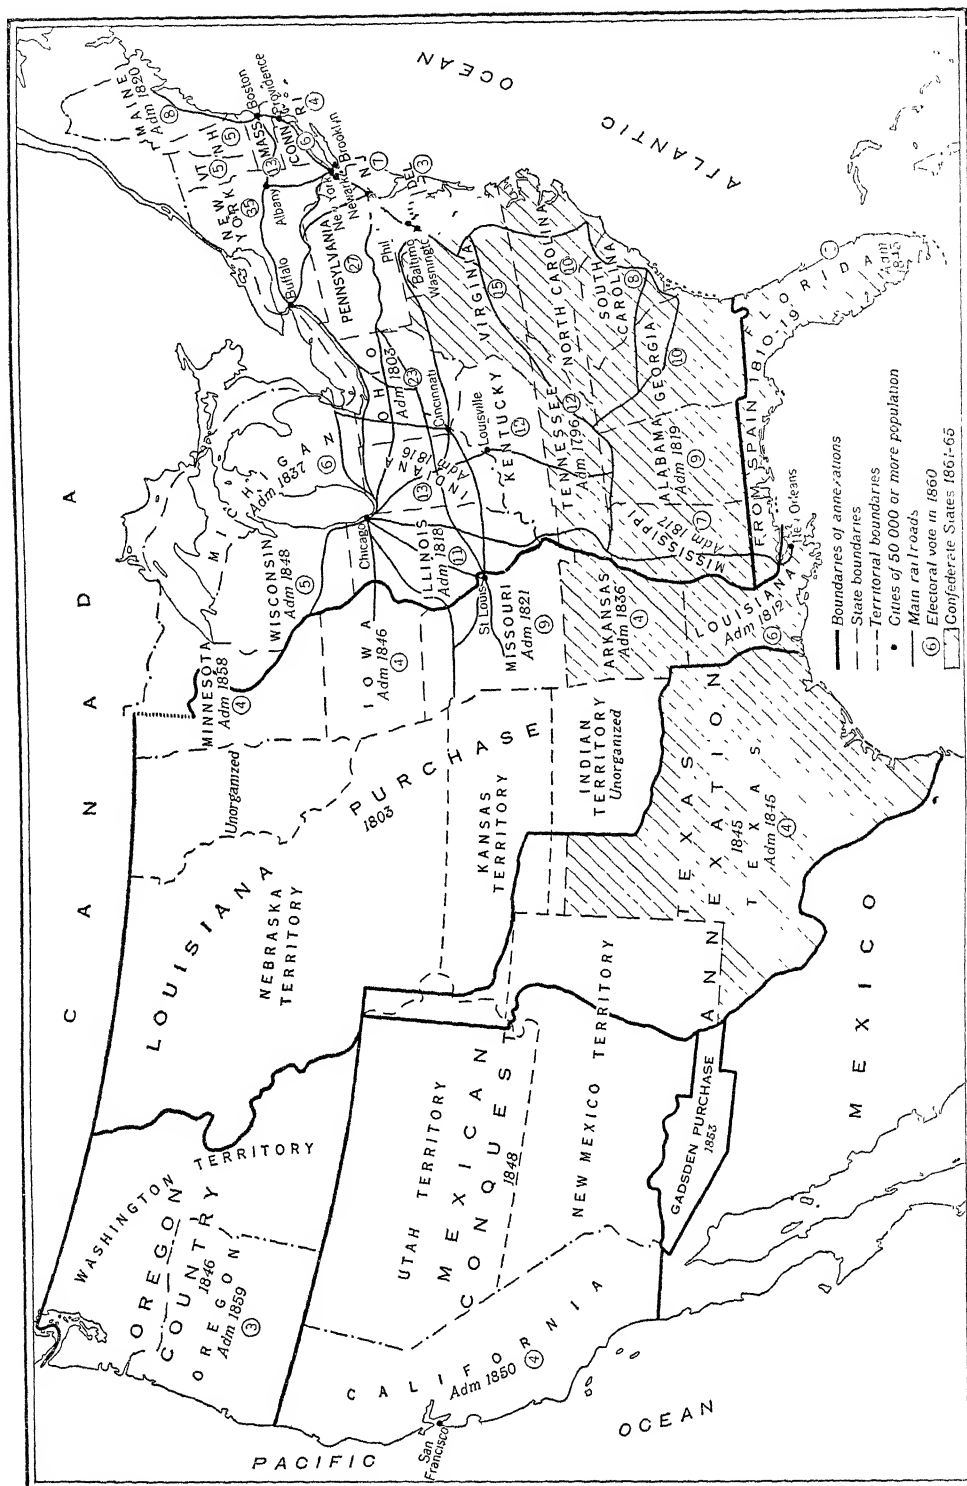 CANADA
WASHINGTON
TERRITORY
OREGON
COUNTRY
1846
OREGON
Adm 1859
3
LOUISIANA
PURCHASE
1803
NEBRASKA
TERRITORY
Unorganized
MINNESOTA
Adm 1858
4
WISCONSIN
Adm 1848
5
MICHIGAN
Adm 1837
6
IOWA
Adm 1846
4
Chicago
ILLINOIS
Adm 1818
11
INDIANA
Adm 1816
13
OHIO
Adm 1803
23
Cincinnati
Buffalo
NEW
YORK
35
Albany
VT
5
NH
5
MAINE
Adm 1820
8
MASS
13
Boston
Providence
CONN
6
RI
4
New York
Brooklyn
Newark
NJ
7
PENNSYLVANIA
27
Phil
DEL
3
Baltimo
Washingto
VIRGINIA
15
NORTH CAROLINA
10
SOUTH
CAROLINA
8
GEORGIA
10
FLORIDA
Adm
1845
FROM SPAIN 1810-19
ALABAMA
Adm 1819
9
MISSISSIPPI
Adm 1817
7
TENNESSEE
Adm 1796
12
KENTUCKY
12
Louisville
St Louis
MISSOURI
Adm 1821
9
ARKANSAS
Adm 1836
4
LOUISIANA
Adm 1812
6
New Orleans
KANSAS
TERRITORY
INDIAN
TERRITORY
Unorganized
TEXAS
ANNEXATION
1845
TEXAS
Adm 1845
4
UTAH TERRITORY
MEXICAN
CONQUEST
1848
NEW MEXICO TERRITORY
GADSDEN PURCHASE
1853
CALIFORNIA
Adm 1850
4
San
Francisco
PACIFIC
OCEAN
MEXICO
ATLANTIC
OCEAN
Boundaries of annexations
State boundaries
Territorial boundaries
Cities of 50 000 or more population
Main railroads
6 Electoral vote in 1860
Confederate States 1861-65